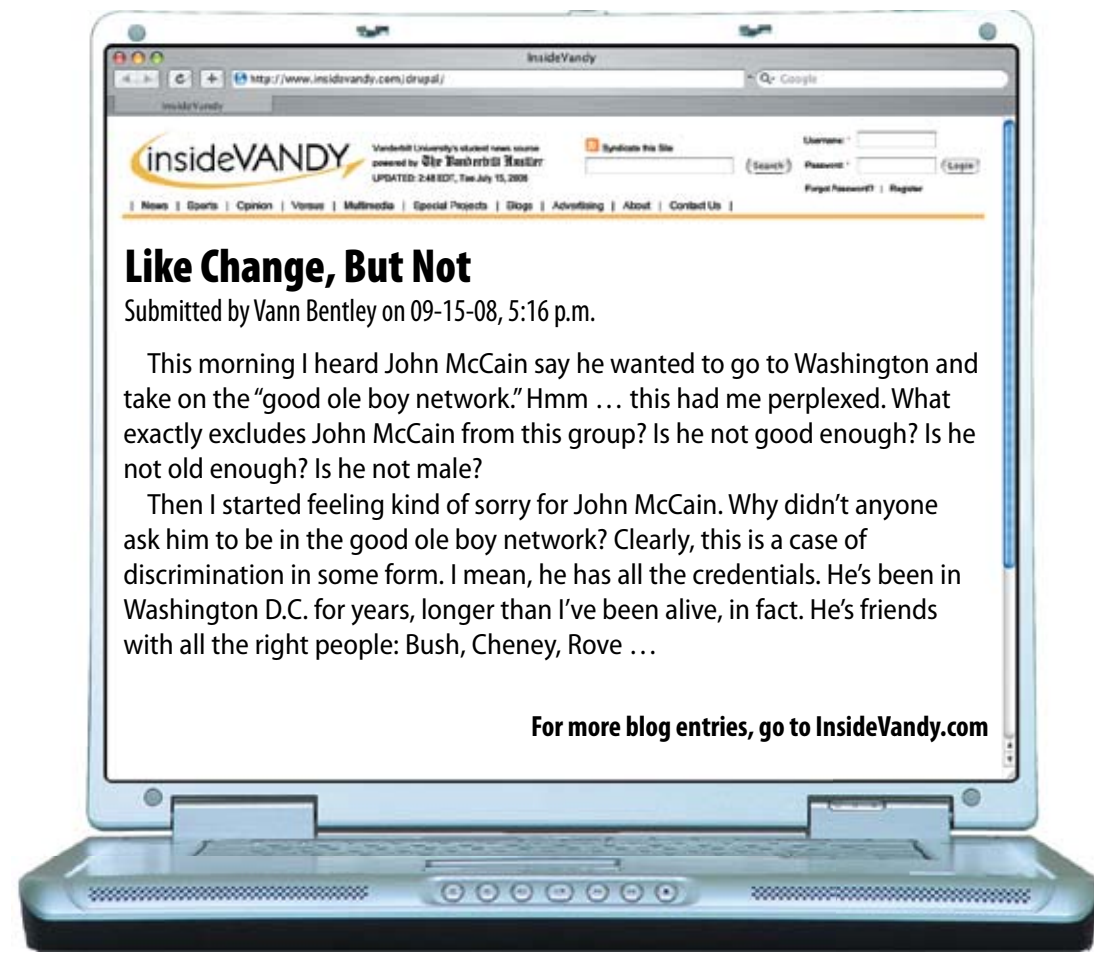 InsideVandy
http://www.insidevandy.com/drupal/
Google
InsideVandy
insideVANDY
Vanderbilt University's student news source
powered by The Vanderbilt Hustler
UPDATED: 2:48 EDT, Tue July 15, 2008
Syndicate this Site
Search
Username: *
Password: *
Login
Forgot Password? | Register
| News | Sports | Opinion | Versus | Multimedia | Special Projects | Blogs | Advertising | About | Contact Us |
Like Change, But Not
Submitted by Vann Bentley on 09-15-08, 5:16 p.m.
This morning I heard John McCain say he wanted to go to Washington and
take on the “good ole boy network.” Hmm … this had me perplexed. What
exactly excludes John McCain from this group? Is he not good enough? Is he
not old enough? Is he not male?
Then I started feeling kind of sorry for John McCain. Why didn’t anyone
ask him to be in the good ole boy network? Clearly, this is a case of
discrimination in some form. I mean, he has all the credentials. He’s been in
Washington D.C. for years, longer than I’ve been alive, in fact. He’s friends
with all the right people: Bush, Cheney, Rove …
For more blog entries, go to InsideVandy.com